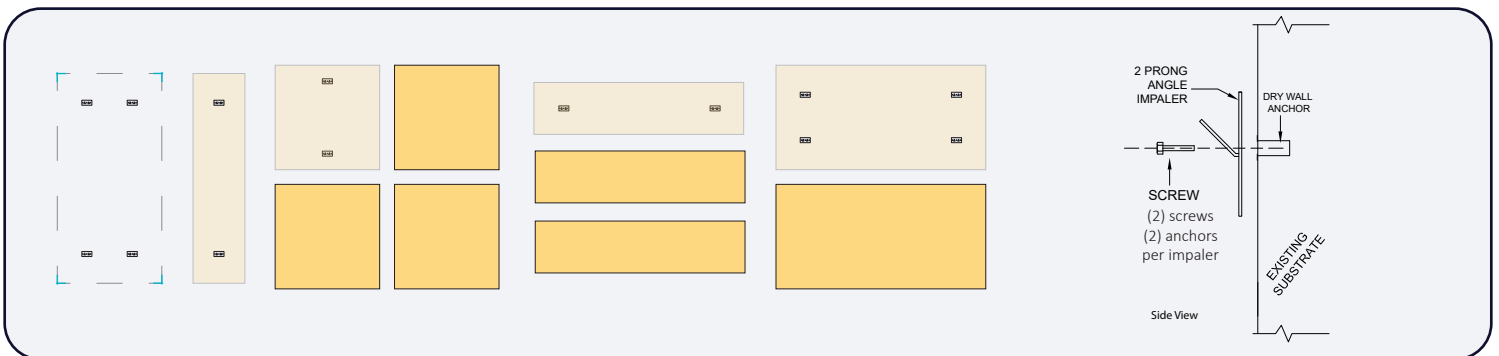 2 PRONG
ANGLE
IMPALER
DRY WALL
ANCHOR
SCREW
(2) screws
(2) anchors
per impaler
EXISTING
SUBSTRATE
Side View